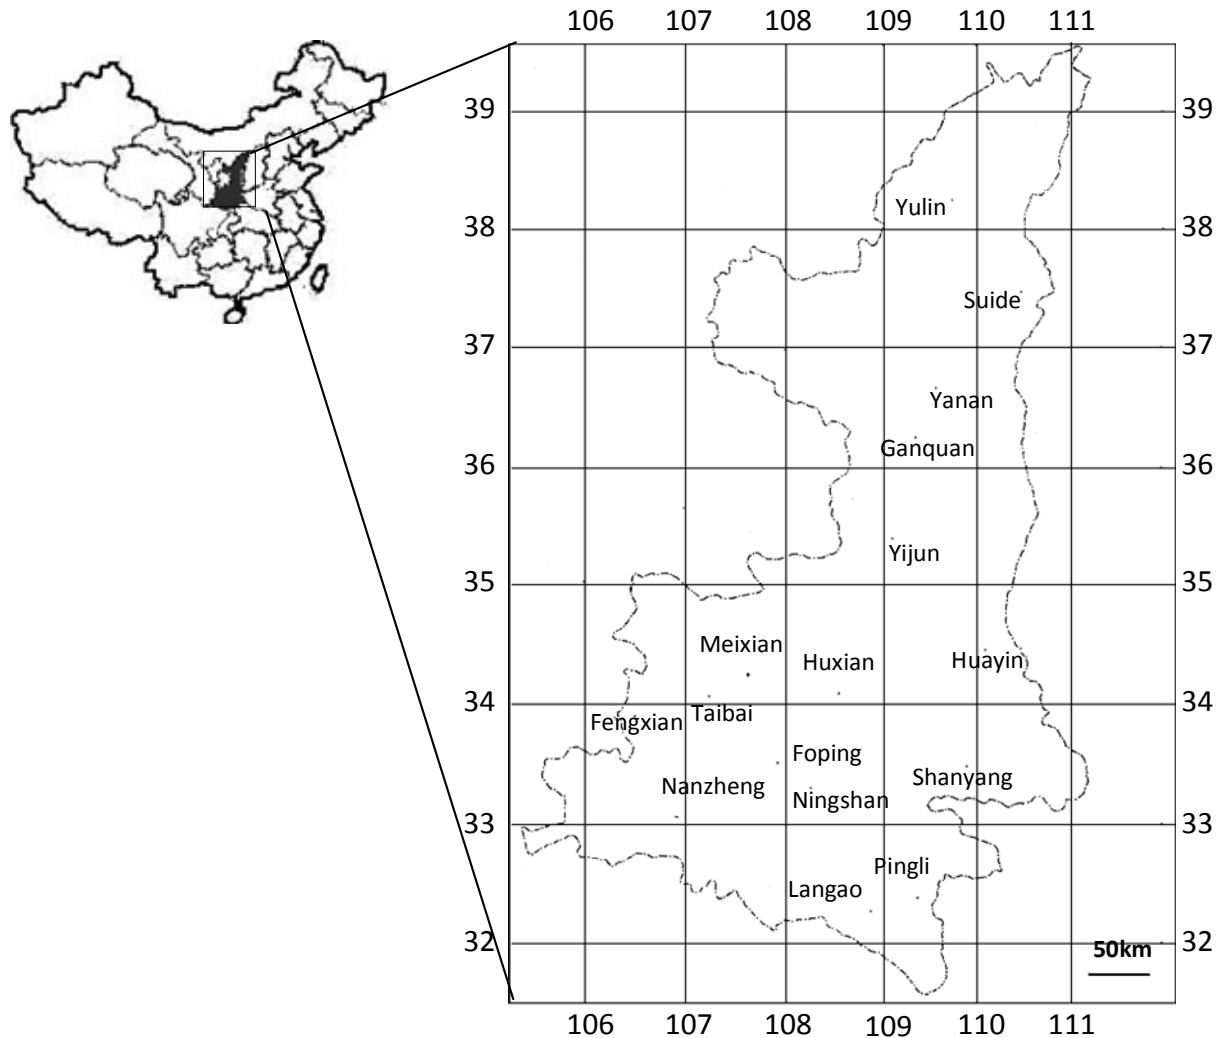 106 107 108 109 110 111
39 39
Yulin
38 38
Suide
37 37
Yanan
Ganquan
36 36
Yijun
35 35
Meixian
Huxian
Huayin
34 34
Taibai
Fengxian
Foping
Shanyang
Nanzheng
Ningshan
33 33
Pingli
Langao
32 32
50km
106 107 108 109 110 111